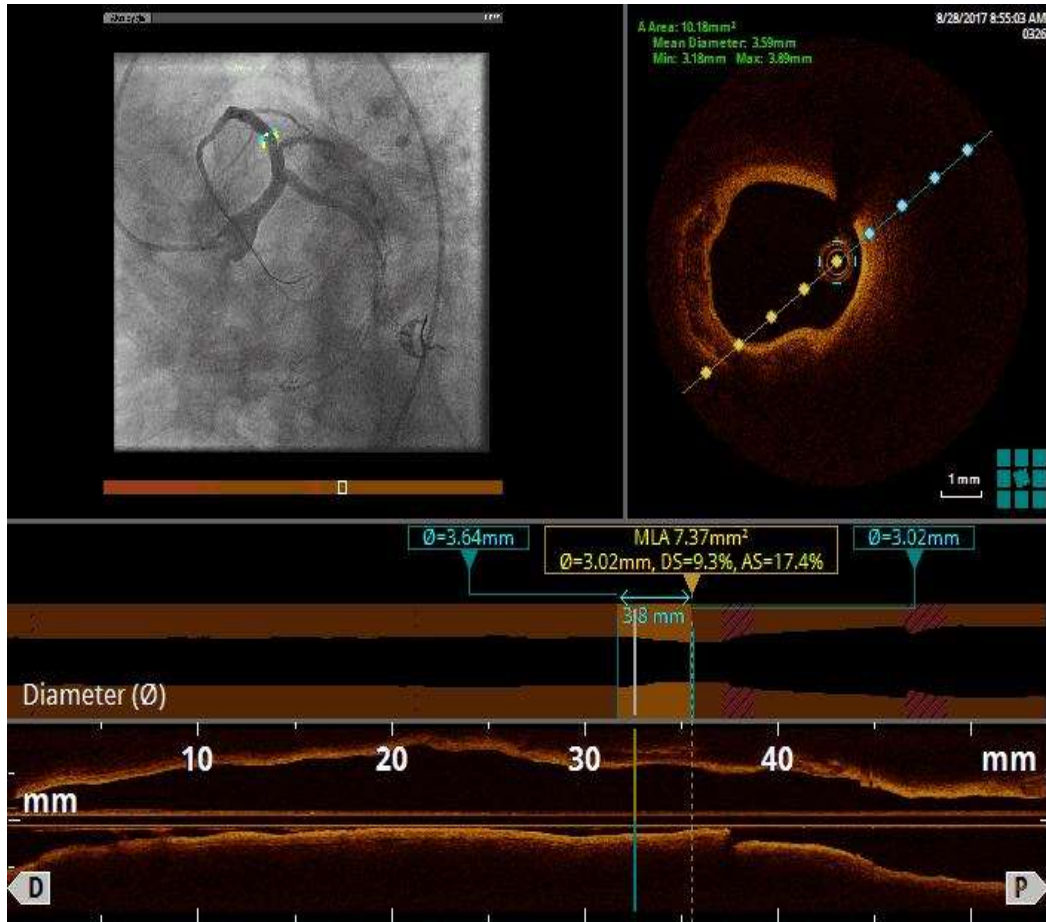 8/28/2017 8:55:03 AM
0326
A Area: 10.18mm²
Mean Diameter: 3.59mm
Min: 3.18mm Max: 3.89mm
1 mm
Ø=3.64mm
MLA 7.37mm²
Ø=3.02mm, DS=9.3%, AS=17.4%
Ø=3.02mm
3.8 mm
Diameter (Ø)
10 20 30 40 mm
mm
D P